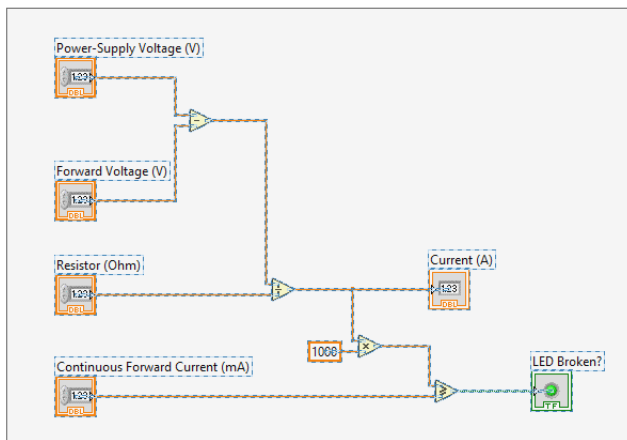 Power-Supply Voltage (V)
1.23
DBL
Forward Voltage (V)
1.23
DBL
Resistor (Ohm)
1.23
DBL
Current (A)
1.23
DBL
1000
LED Broken?
TF
Continuous Forward Current (mA)
1.23
DBL